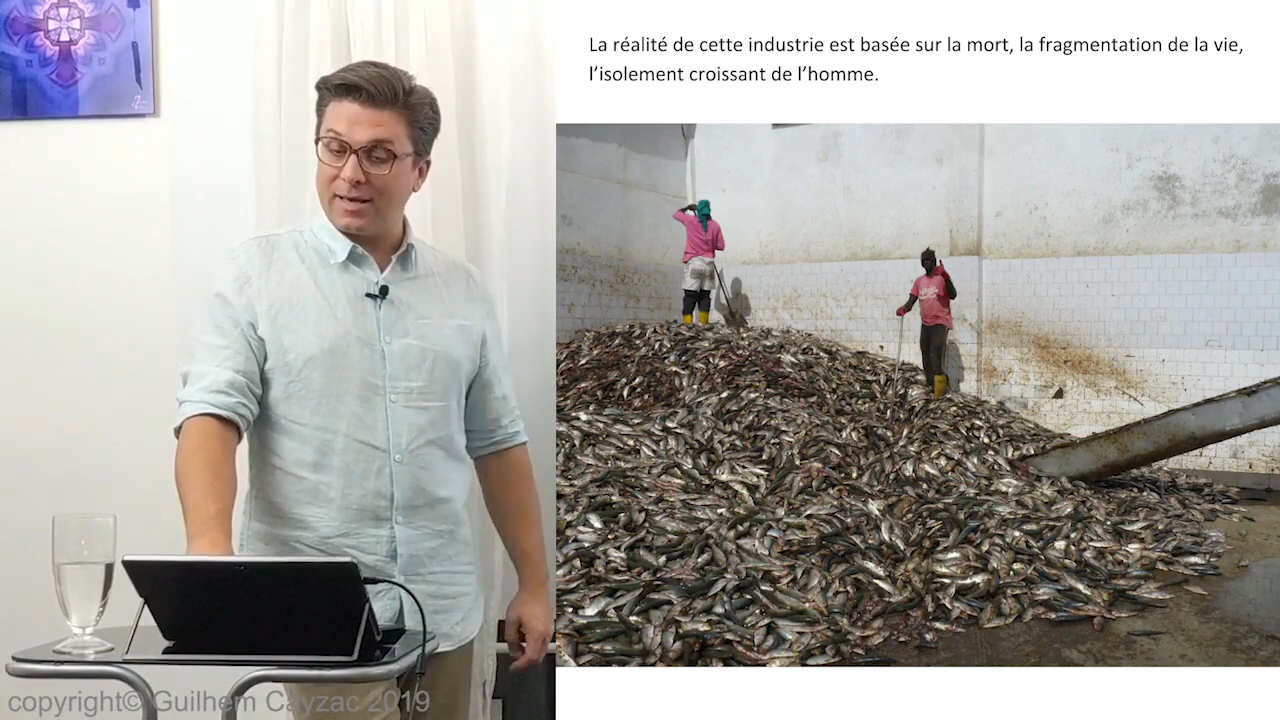 La réalité de cette industrie est basée sur la mort, la fragmentation de la vie,
l’isolement croissant de l’homme.
copyright© Guilhem Cayzac 2019